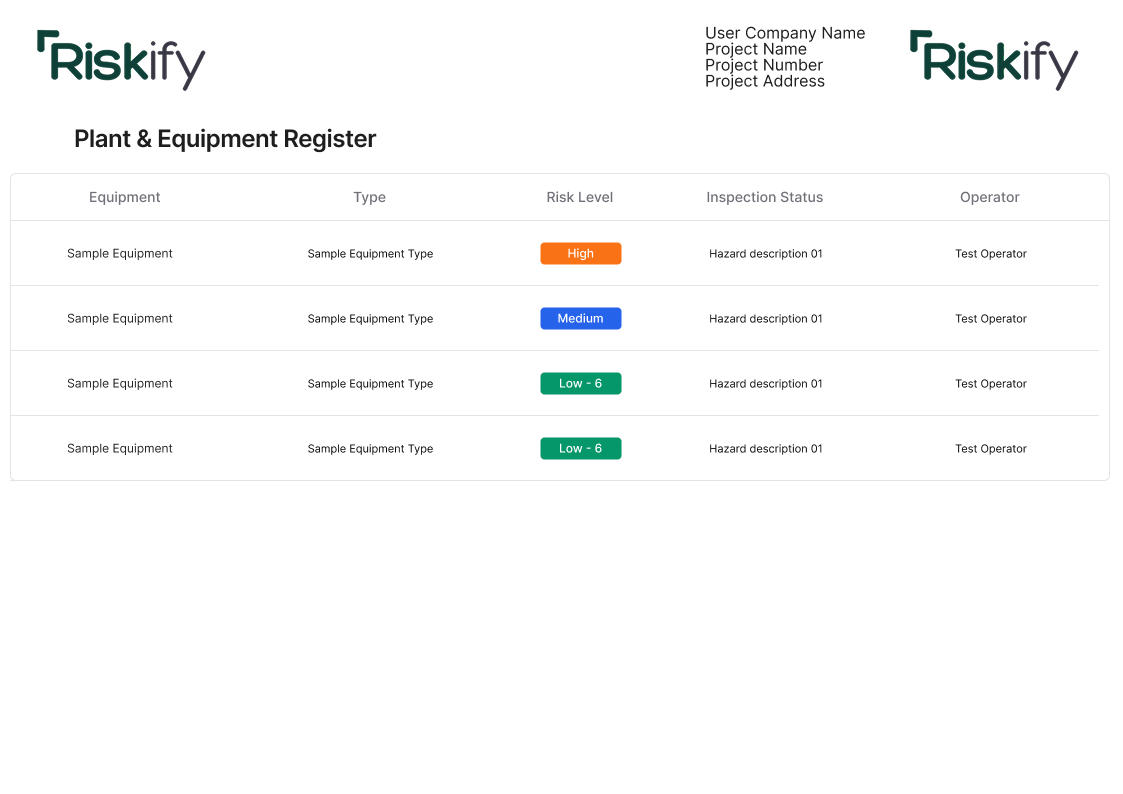 Riskify
User Company Name
Project Name
Project Number
Project Address
Riskify
Plant & Equipment Register
Equipment Type Risk Level Inspection Status Operator
Sample Equipment Sample Equipment Type High Hazard description 01 Test Operator
Sample Equipment Sample Equipment Type Medium Hazard description 01 Test Operator
Sample Equipment Sample Equipment Type Low - 6 Hazard description 01 Test Operator
Sample Equipment Sample Equipment Type Low - 6 Hazard description 01 Test Operator